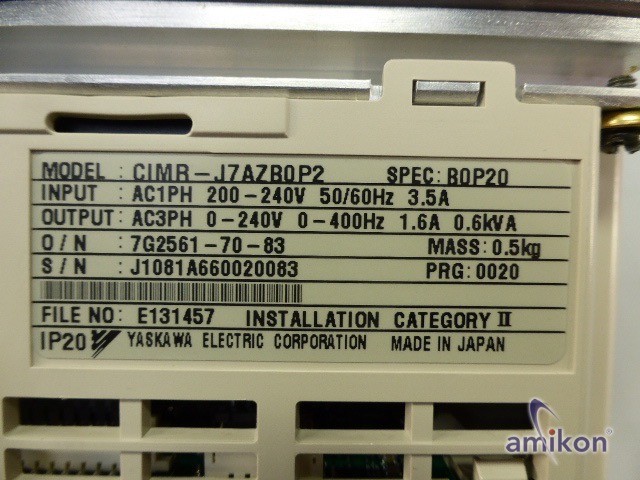 MODEL : CIMR-J7AZB0P2 SPEC: B0P20
INPUT : AC1PH 200-240V 50/60Hz 3.5A
OUTPUT: AC3PH 0-240V 0-400Hz 1.6A 0.6kVA
O / N : 7G2561-70-83 MASS: 0.5kg
S / N : J1081A660020083 PRG: 0020
FILE NO: E131457 INSTALLATION CATEGORY II
IP20 YASKAWA ELECTRIC CORPORATION MADE IN JAPAN
amikon